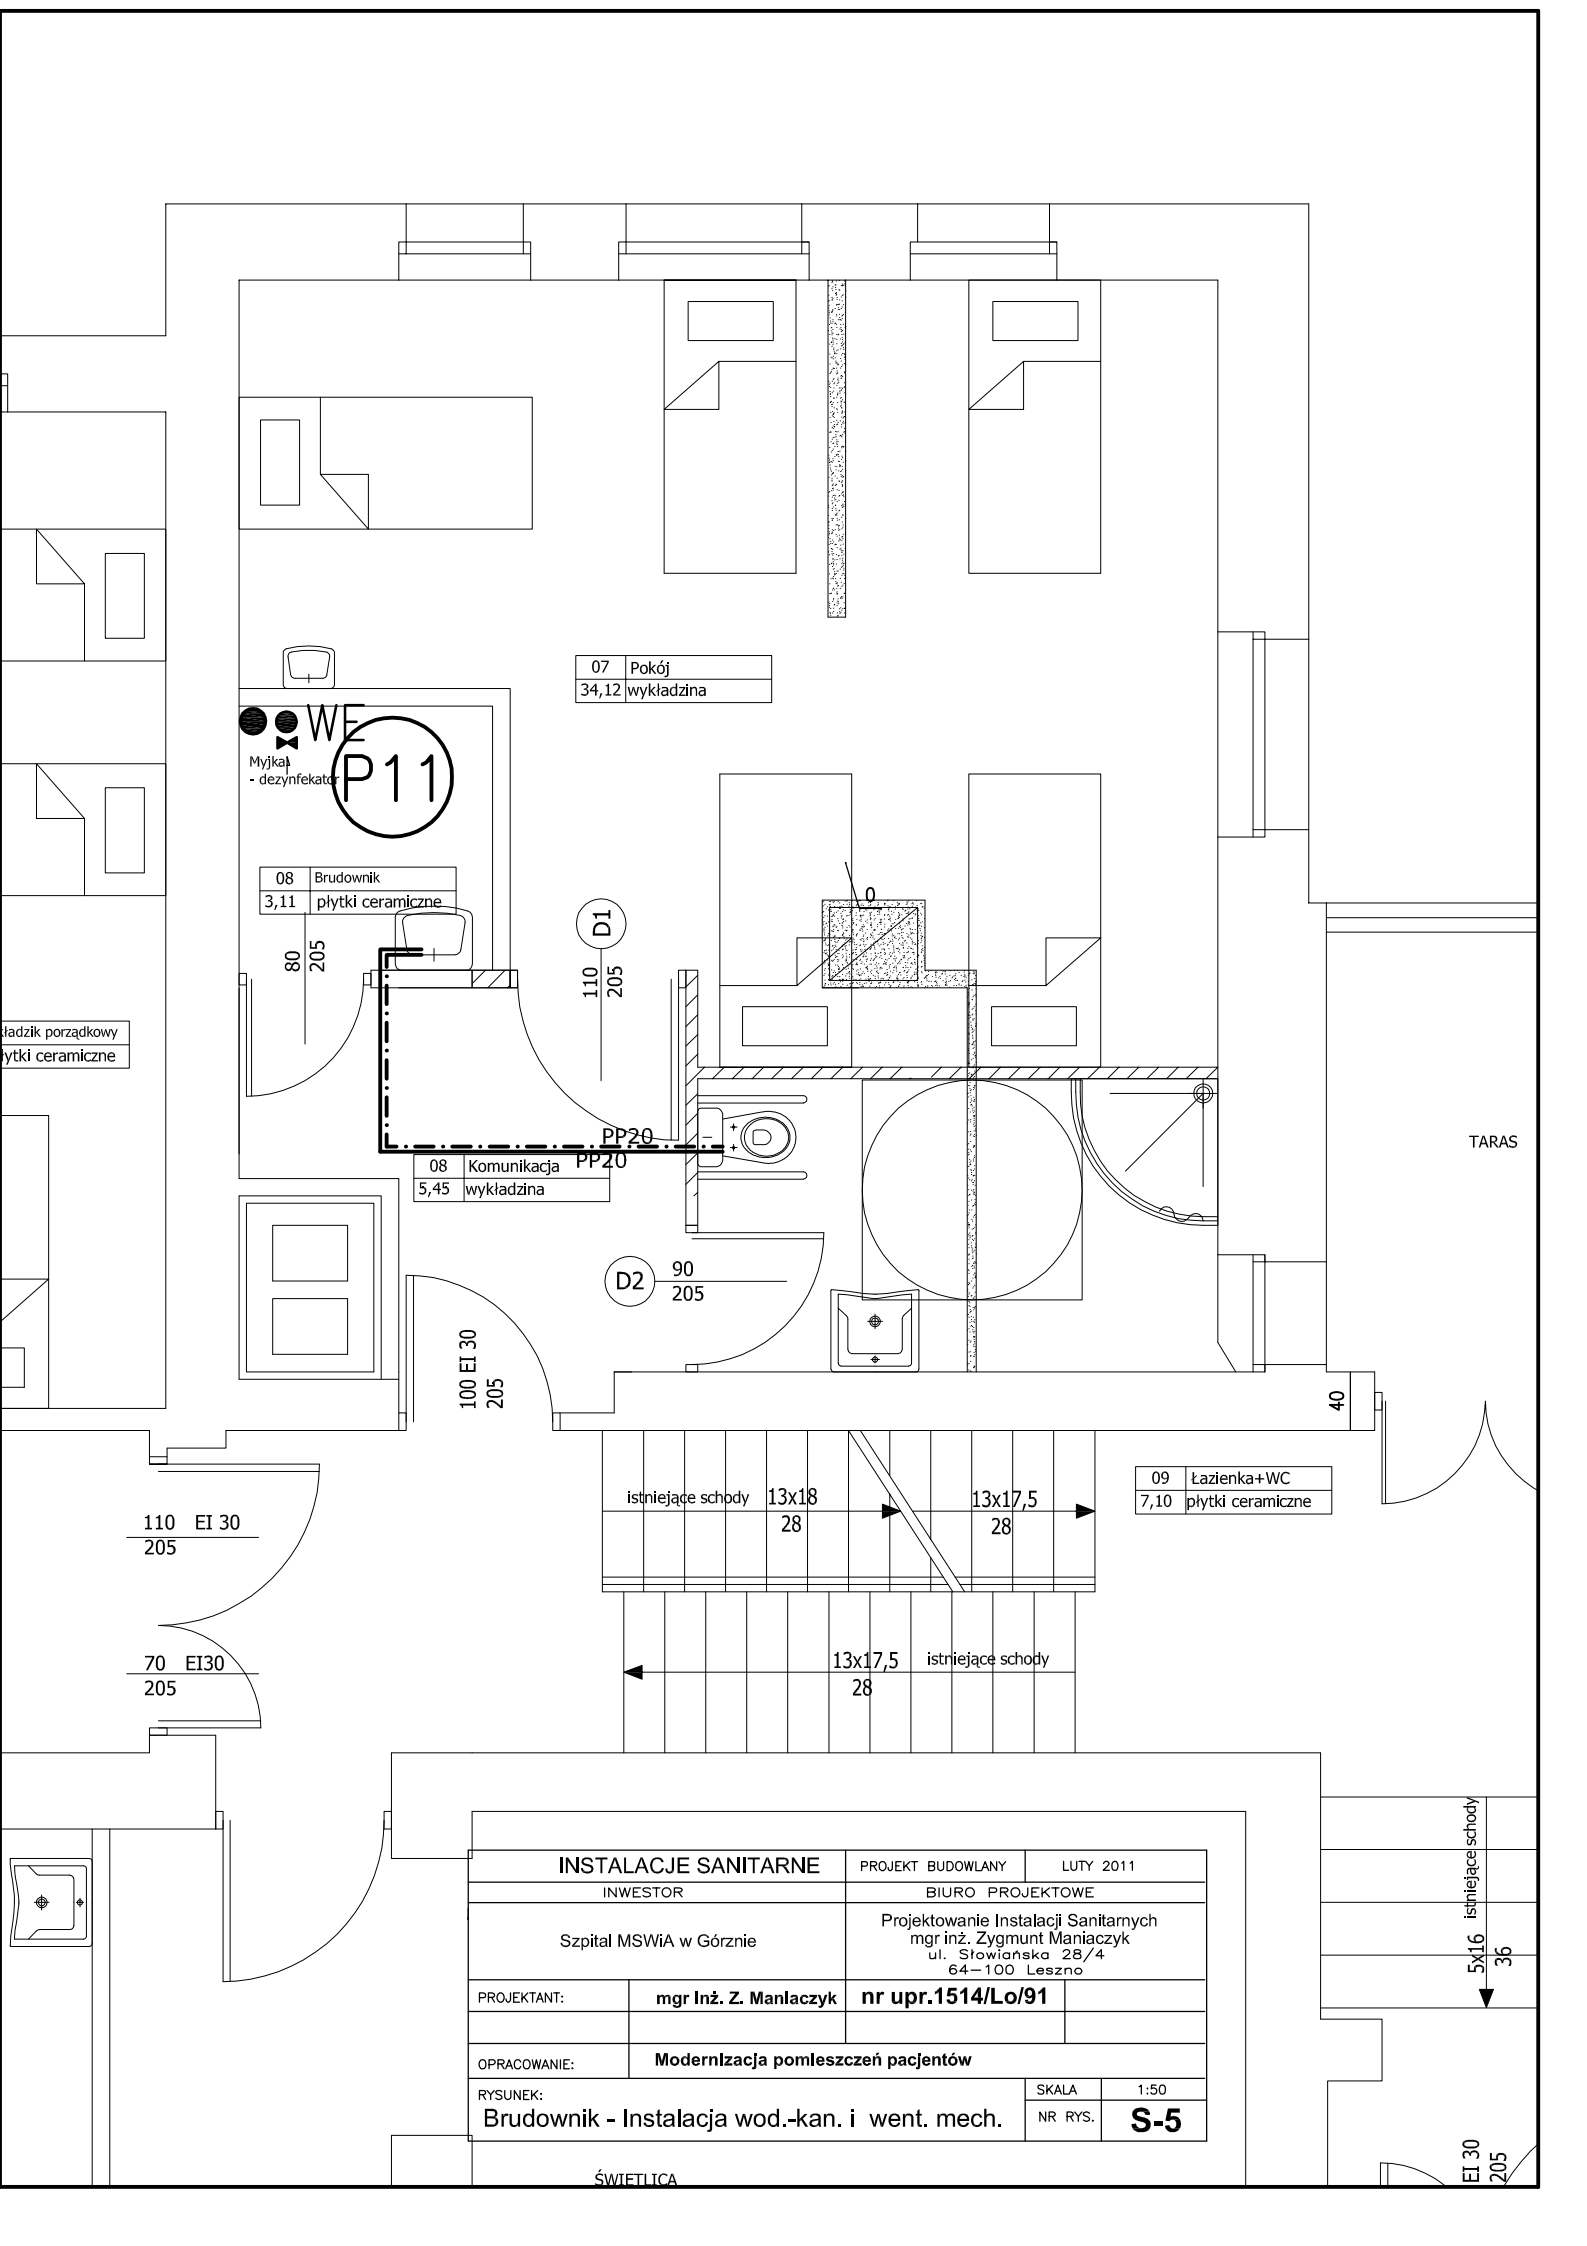 07 Pokój
34,12 wykładzina
WE
P11
Myjka
- dezynfekator
08 Brudownik
3,11 płytki ceramiczne
0
D1
110
205
80
205
kładzik porządkowy
łytki ceramiczne
PP20
PP20
08 Komunikacja
5,45 wykładzina
TARAS
D2
90
205
100 EI 30
205
40
09 Łazienka+WC
7,10 płytki ceramiczne
istniejące schody
13x18
28
13x17,5
28
110 EI 30
205
70 EI30
205
13x17,5
28
istniejące schody
istniejące schody
5x16
36
INSTALACJE SANITARNE PROJEKT BUDOWLANY LUTY 2011
INWESTOR BIURO PROJEKTOWE
Szpital MSWiA w Górznie
Projektowanie Instalacji Sanitarnych
mgr inż. Zygmunt Maniaczyk
ul. Słowiańska 28/4
64-100 Leszno
PROJEKTANT: mgr inż. Z. Maniaczyk nr upr.1514/Lo/91
OPRACOWANIE: Modernizacja pomieszczeń pacjentów
RYSUNEK:
Brudownik - Instalacja wod.-kan. i went. mech.
SKALA 1:50
NR RYS. S-5
ŚWIETLICA
EI 30
205